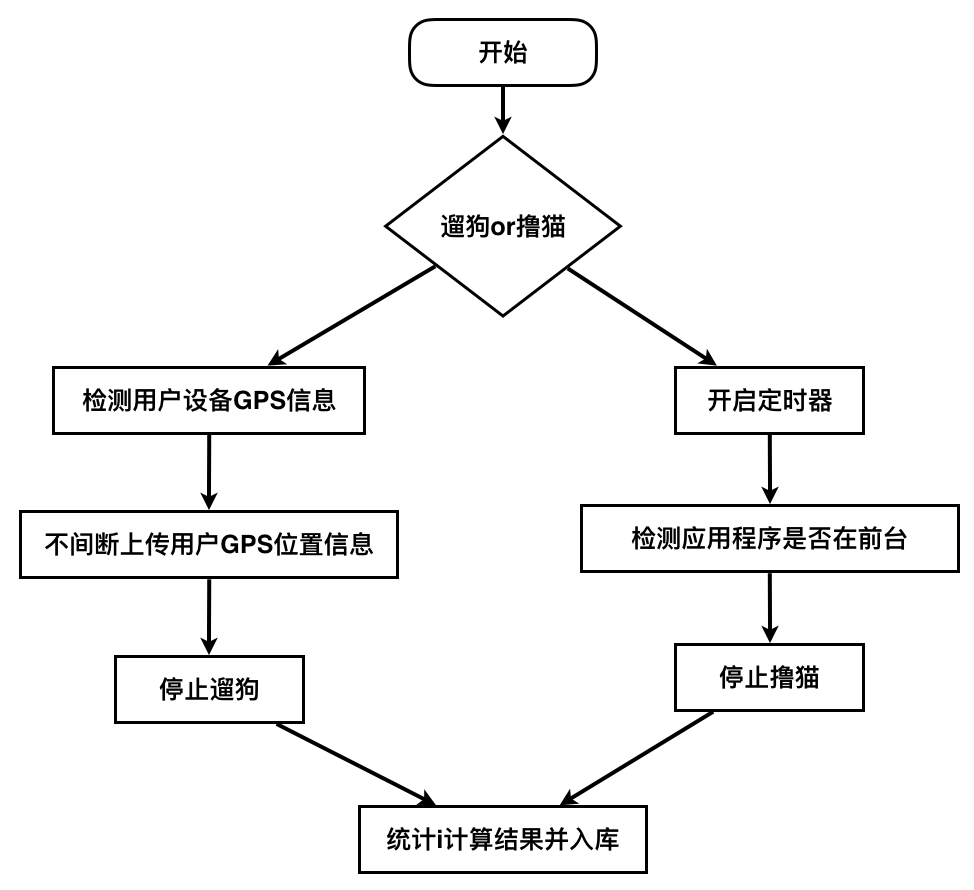 开始
遛狗or撸猫
检测用户设备GPS信息
开启定时器
不间断上传用户GPS位置信息
检测应用程序是否在前台
停止遛狗
停止撸猫
统计i计算结果并入库